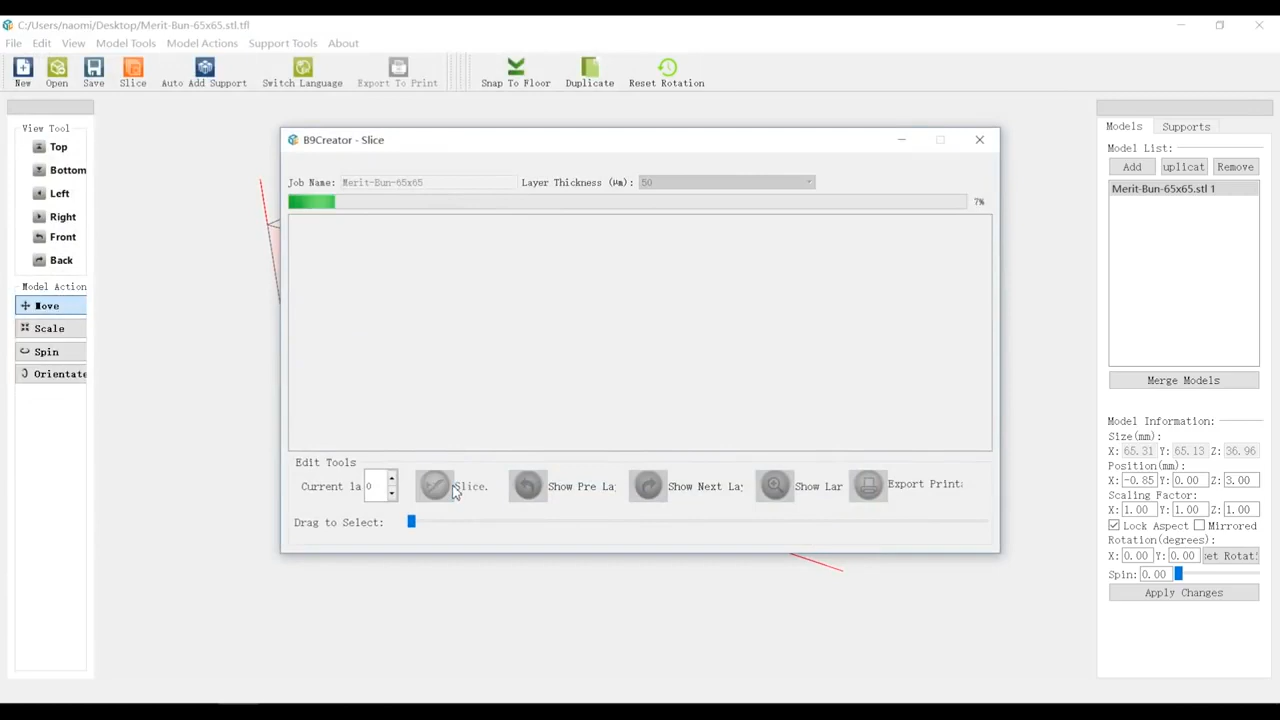 C:/Users/naomi/Desktop/Merit-Bun-65x65.stl.tfl
File Edit View Model Tools Model Actions Support Tools About
New Open Save Slice Auto Add Support Switch Language Export To Print Snap To Floor Duplicate Reset Rotation
View Tool
Top
Bottom
Left
Right
Front
Back
Model Action
Move
Scale
Spin
Orientate
B9Creator - Slice
Job Name: Merit-Bun-65x65 Layer Thickness (μm): 50
7%
Edit Tools
Current la 0 Slice. Show Pre La Show Next La Show Lar Export Print
Drag to Select:
Models Supports
Model List:
Add uplicat Remove
Merit-Bun-65x65.stl 1
Merge Models
Model Information:
Size(mm):
X: 65.31 Y: 65.13 Z: 36.96
Position(mm):
X: -0.85 Y: 0.00 Z: 3.00
Scaling Factor:
X: 1.00 Y: 1.00 Z: 1.00
Lock Aspect Mirrored
Rotation(degrees):
X: 0.00 Y: 0.00 et Rotat
Spin: 0.00
Apply Changes